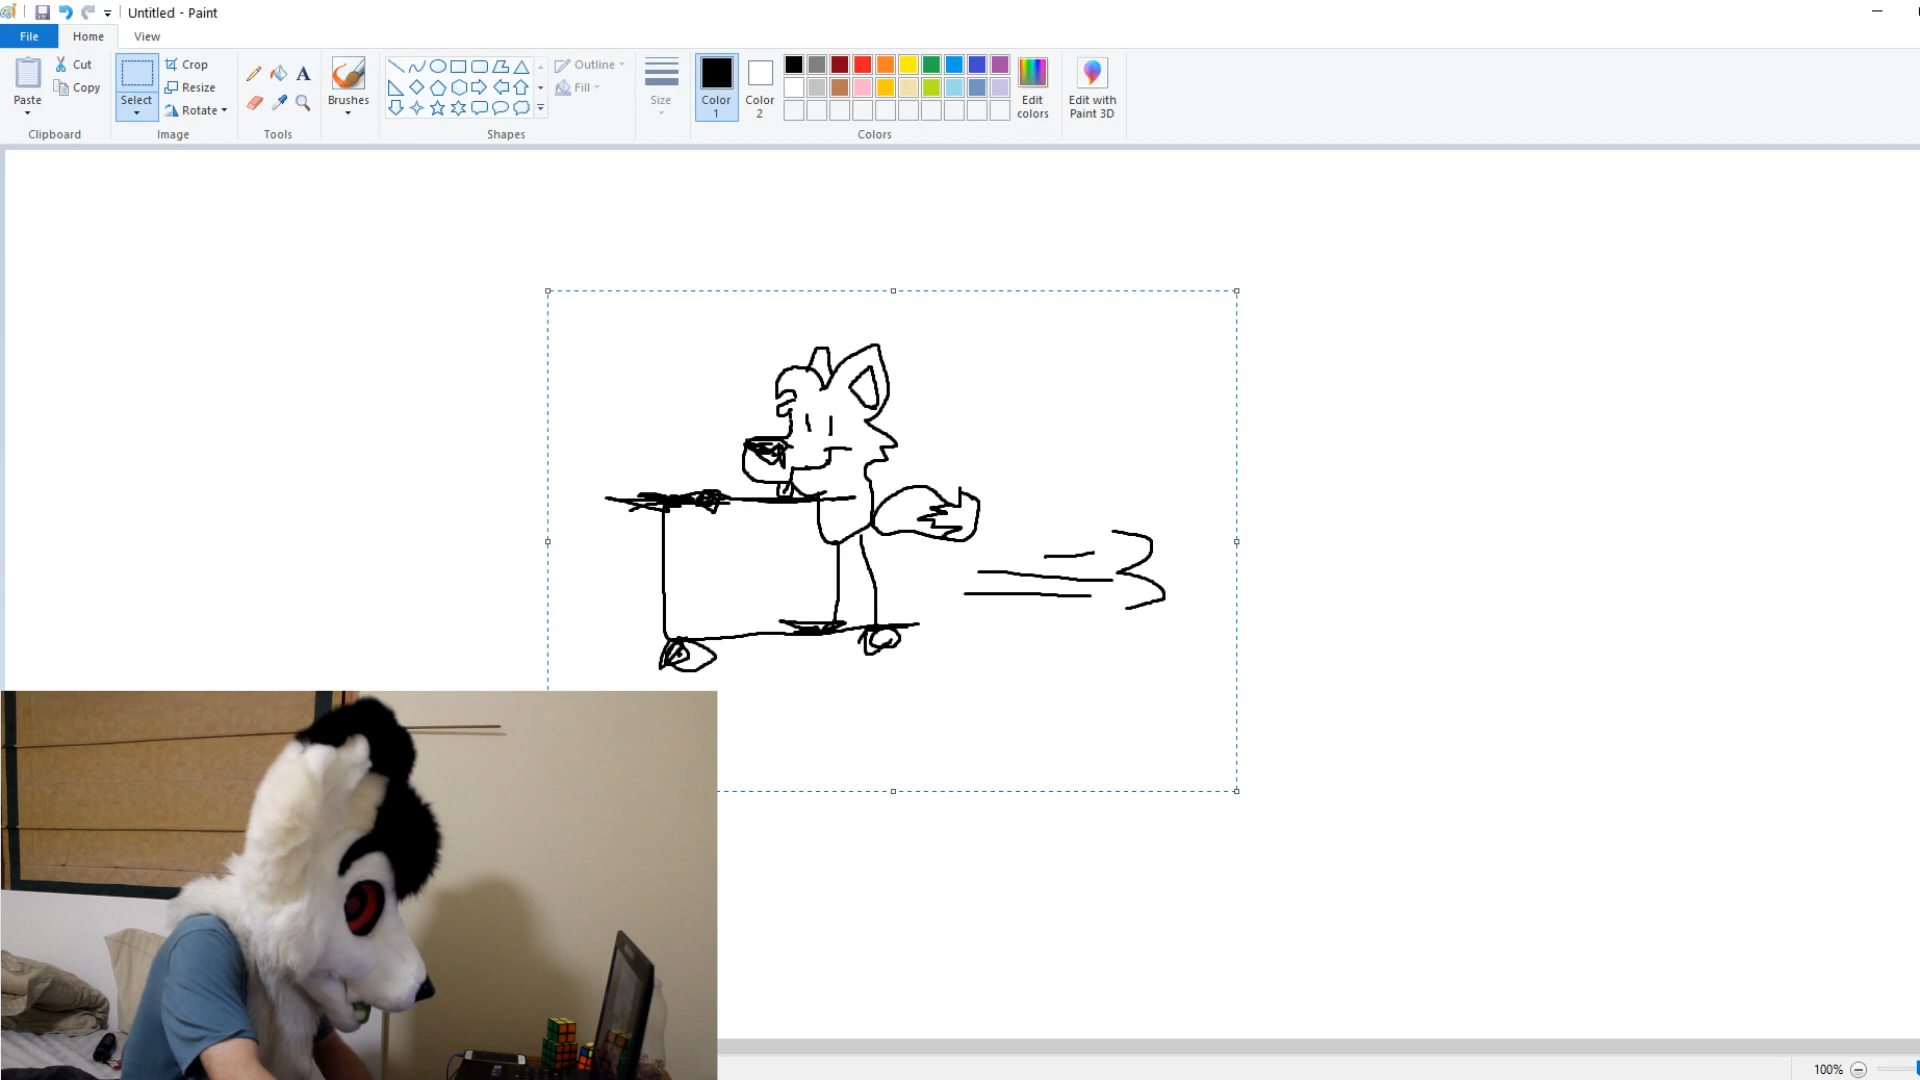 Untitled - Paint
File Home View
Paste
Cut
Copy
Clipboard
Select
Crop
Resize
Rotate
Image
A
Tools
Brushes
Outline
Fill
Shapes
Size
Color 1
Color 2
Edit colors
Colors
Edit with Paint 3D
100%